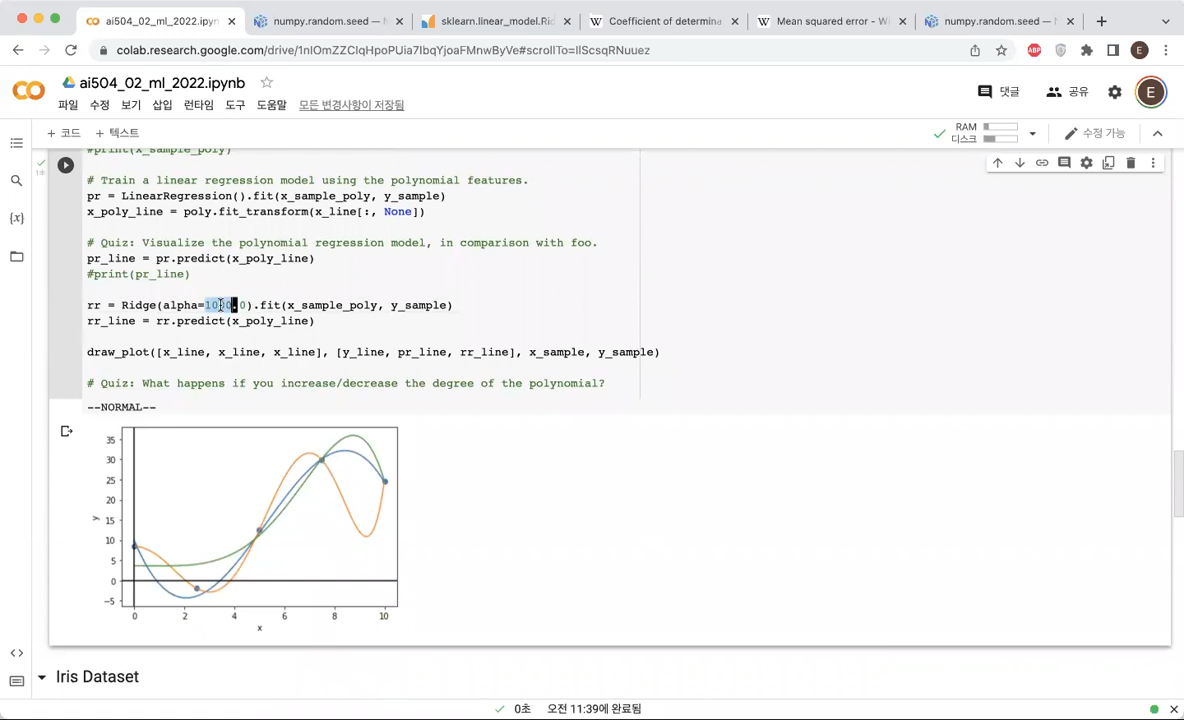 ai504_02_ml_2022.ipynb
numpy.random.seed —
sklearn.linear_model.Rid
Coefficient of determina
Mean squared error - Wi
numpy.random.seed —
colab.research.google.com/drive/1nIOmZZClqHpoPUia7IbqYjoaFMnwByVe#scrollTo=IlScsqRNuuez
ABP
E
ai504_02_ml_2022.ipynb
댓글
공유
E
파일 수정 보기 삽입 런타임 도구 도움말 모든 변경사항이 저장됨
+ 코드 + 텍스트
RAM
디스크
수정 가능
#print(x_sample_poly)
1초
# Train a linear regression model using the polynomial features.
pr = LinearRegression().fit(x_sample_poly, y_sample)
x_poly_line = poly.fit_transform(x_line[:, None])
{x}
# Quiz: Visualize the polynomial regression model, in comparison with foo.
pr_line = pr.predict(x_poly_line)
#print(pr_line)
rr = Ridge(alpha=1000.0).fit(x_sample_poly, y_sample)
rr_line = rr.predict(x_poly_line)
draw_plot([x_line, x_line, x_line], [y_line, pr_line, rr_line], x_sample, y_sample)
# Quiz: What happens if you increase/decrease the degree of the polynomial?
--NORMAL--
35
30
25
20
15
10
5
0
−5
y
0 2 4 6 8 10
x
Iris Dataset
0초 오전 11:39에 완료됨